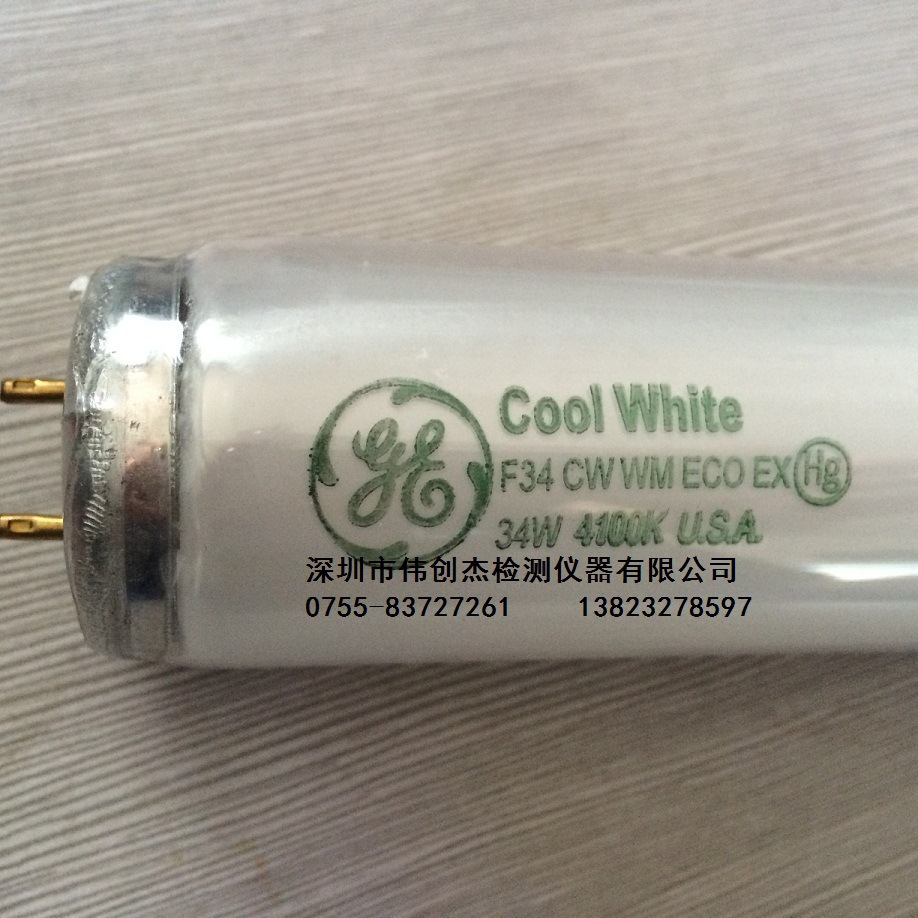 GE
Cool White
F34 CW WM ECO EX Hg
34W 4100K U.S.A.
深圳市伟创杰检测仪器有限公司
0755-83727261 13823278597